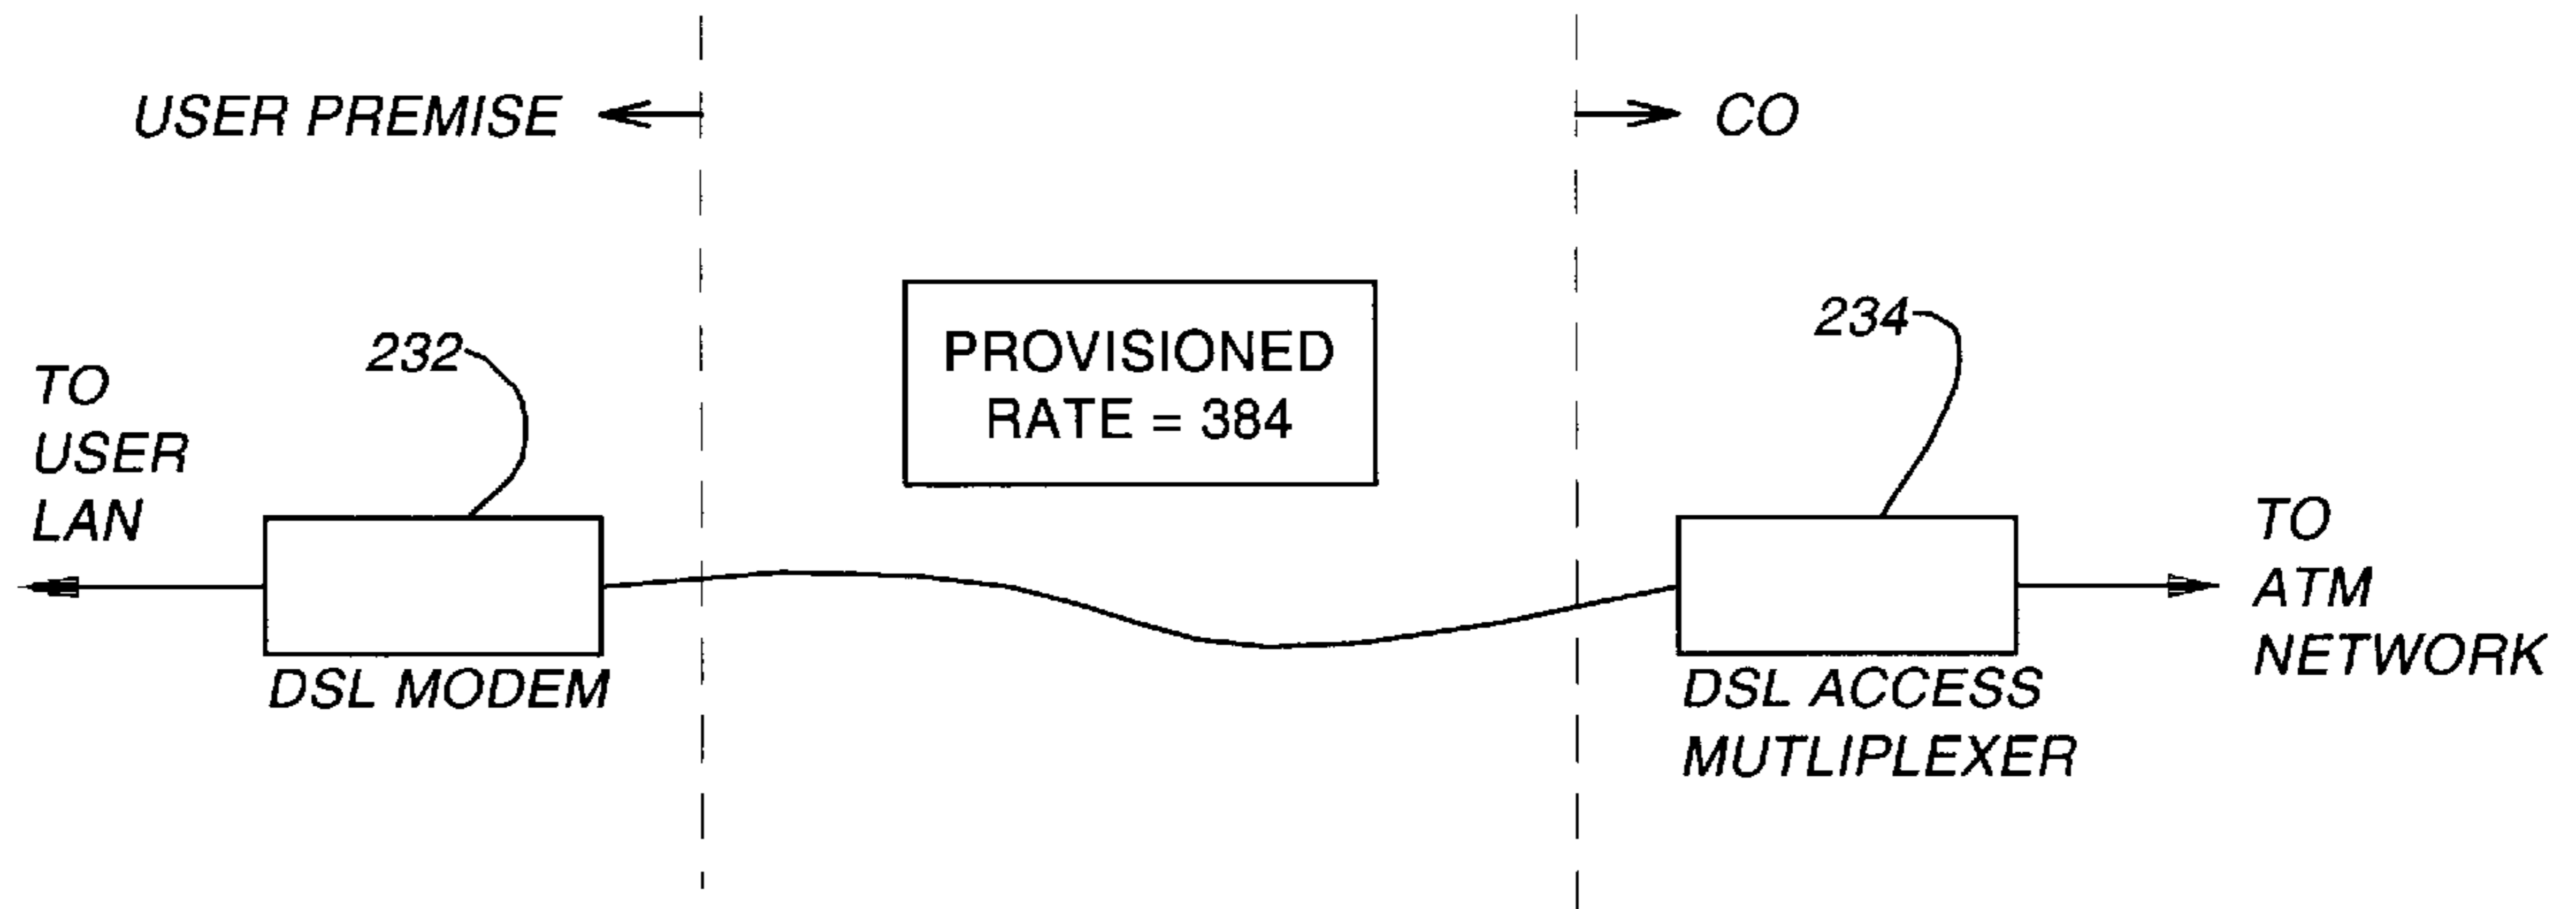 USER PREMISE
CO
PROVISIONED
RATE = 384
234
232
TO
USER
LAN
TO
ATM
NETWORK
DSL MODEM
DSL ACCESS
MUTLIPLEXER